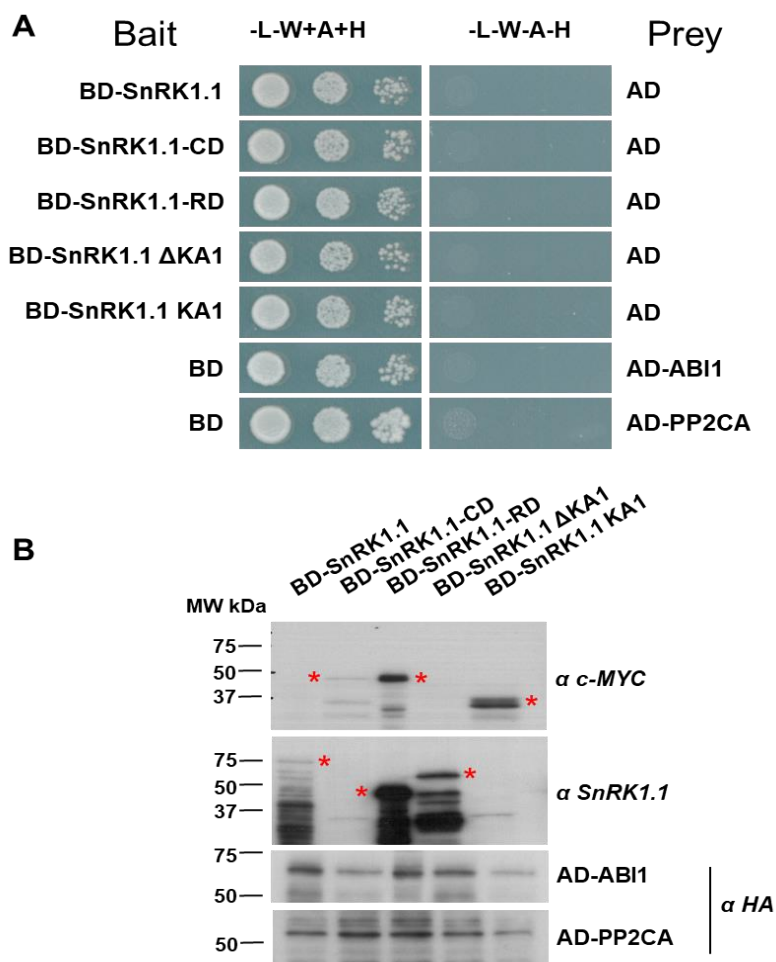 A
Bait -L-W+A+H -L-W-A-H Prey
BD-SnRK1.1 AD
BD-SnRK1.1-CD AD
BD-SnRK1.1-RD AD
BD-SnRK1.1 ΔKA1 AD
BD-SnRK1.1 KA1 AD
BD AD-ABI1
BD AD-PP2CA
B
BD-SnRK1.1
BD-SnRK1.1-CD
BD-SnRK1.1-RD
BD-SnRK1.1 ΔKA1
BD-SnRK1.1 KA1
MW kDa
75
50 * * α c-MYC
37 *
75 *
50 * * α SnRK1.1
37
75 AD-ABI1
50 α HA
50 AD-PP2CA